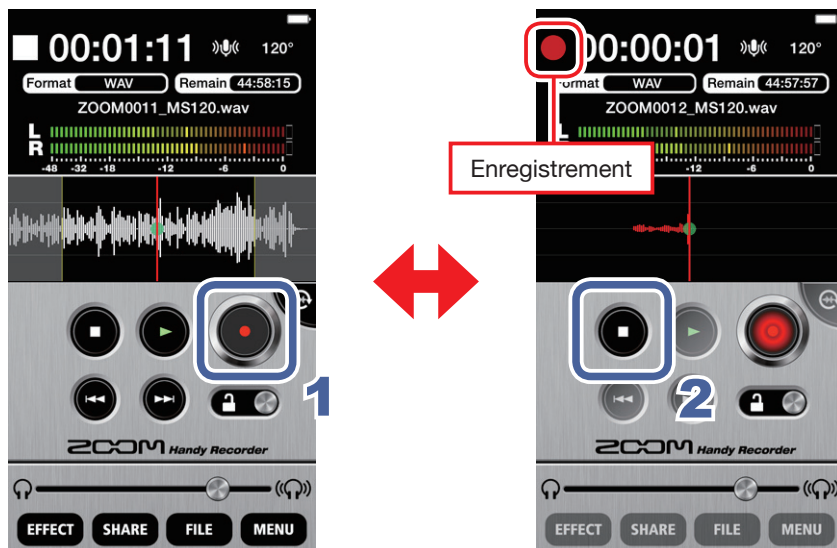 00:01:11 120°
Format WAV Remain 44:58:15
ZOOM0011_MS120.wav
L
R
-48 -32 -18 -12 -6 0
1
ZOOM Handy Recorder
EFFECT SHARE FILE MENU
00:00:01 120°
Format WAV Remain 44:57:57
ZOOM0012_MS120.wav
L
Enregistrement
-12 -6 0
2
ZOOM Handy Recorder
EFFECT SHARE FILE MENU